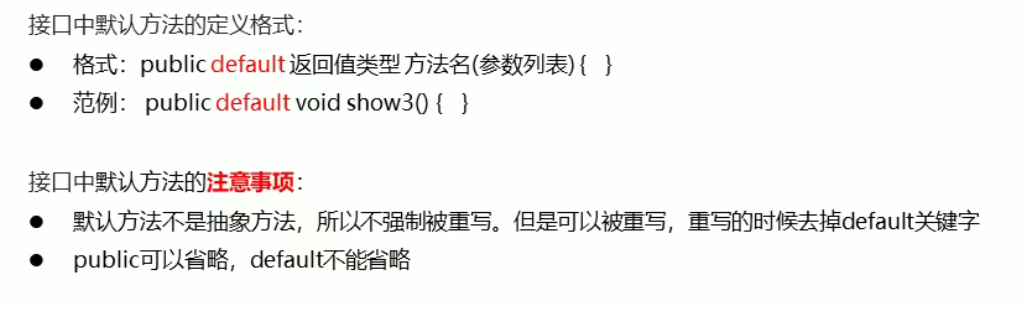 接口中默认方法的定义格式：
● 格式：public default 返回值类型 方法名(参数列表) { }
● 范例： public default void show3() { }
接口中默认方法的注意事项：
● 默认方法不是抽象方法，所以不强制被重写。但是可以被重写，重写的时候去掉default关键字
● public可以省略，default不能省略